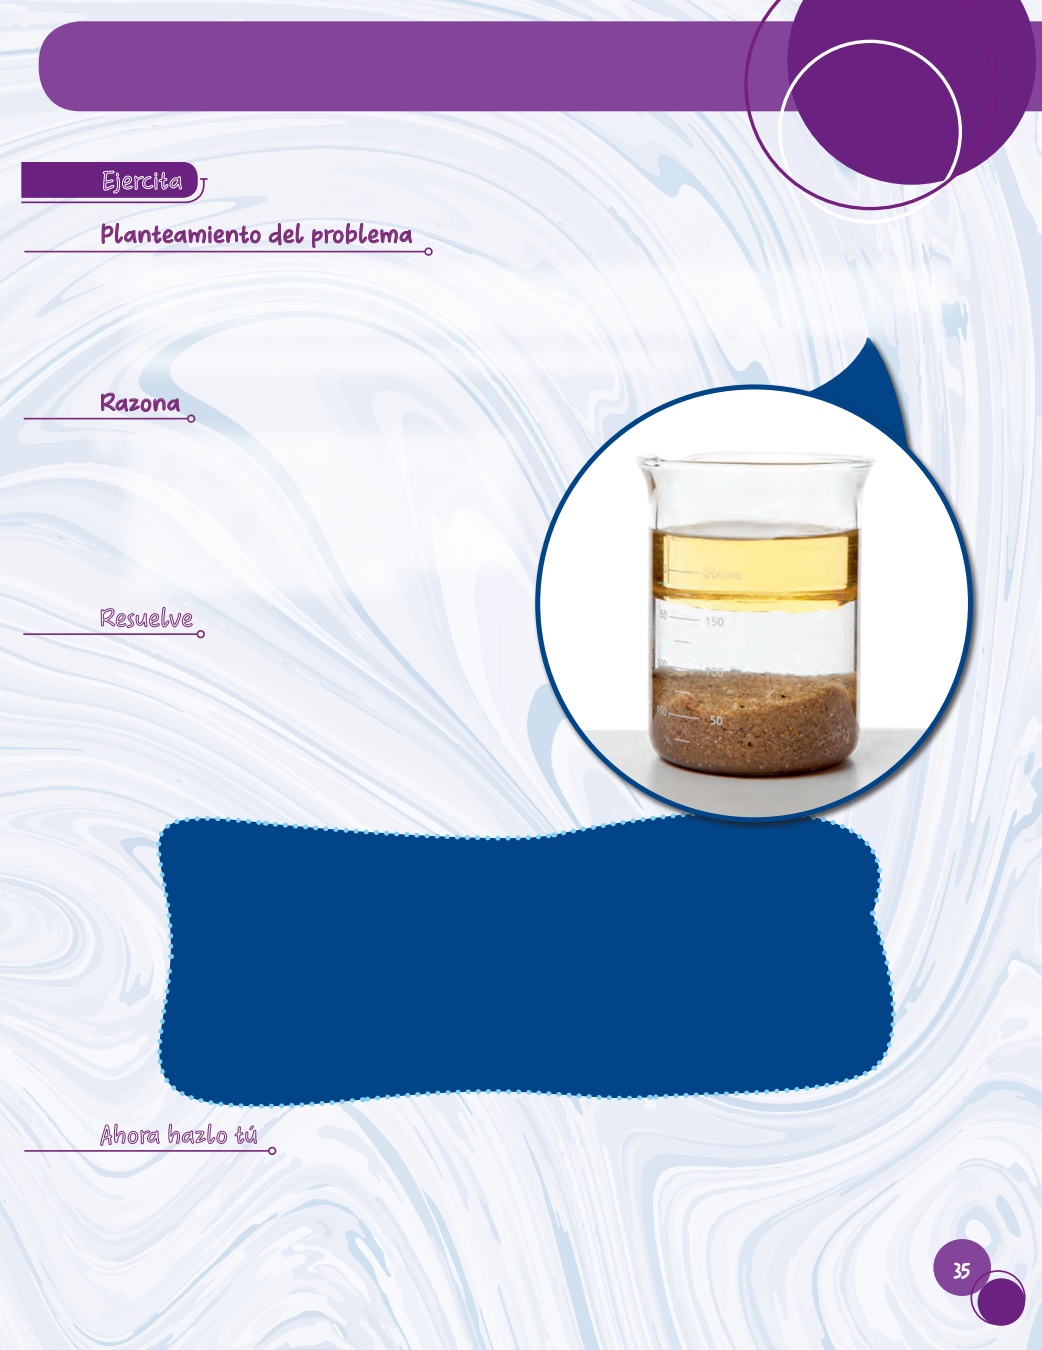 Ejercita
Planteamiento del problema
Razona
200 mL
50 150
100 100
150 50
Resuelve
Ahora hazlo tú
35